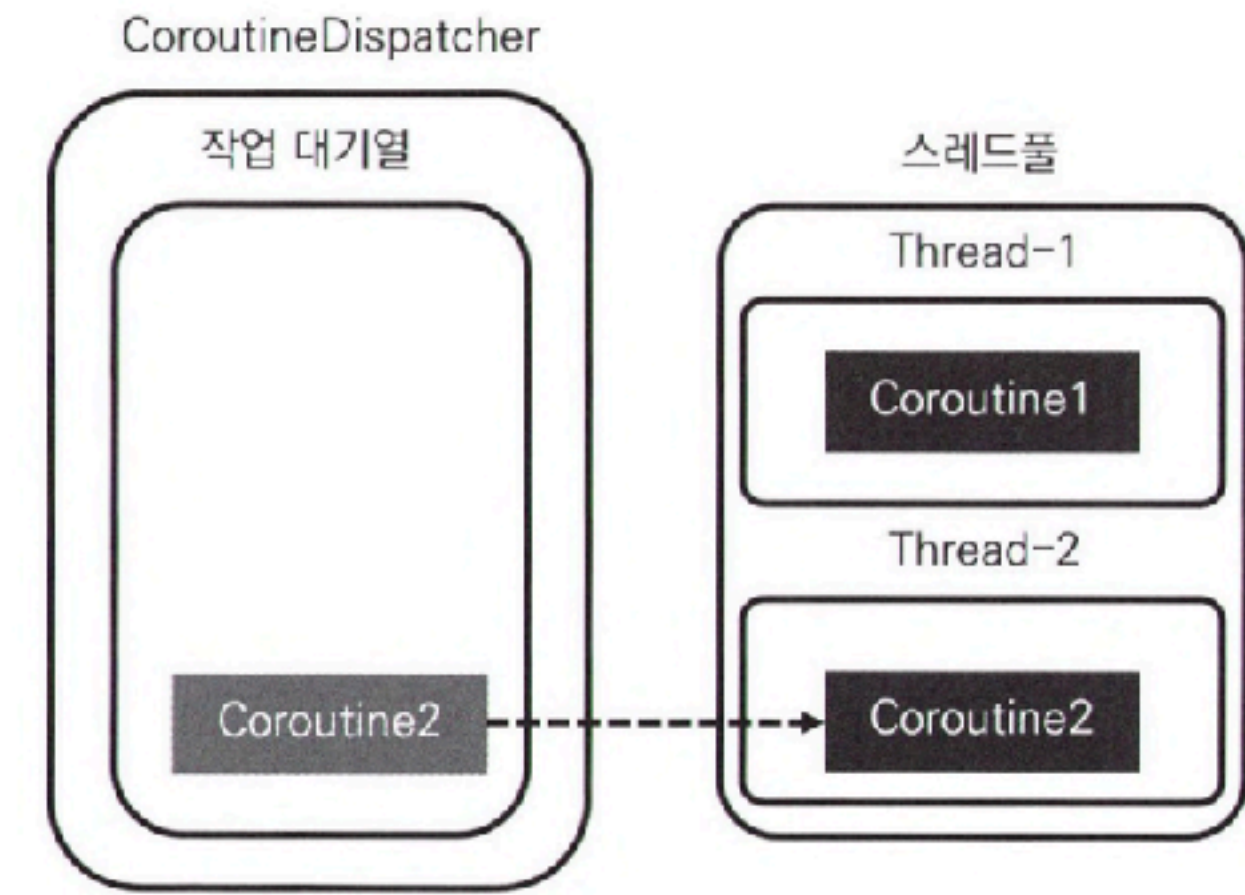 CoroutineDispatcher
작업 대기열
스레드풀
Thread-1
Coroutine1
Thread-2
Coroutine2
Coroutine2